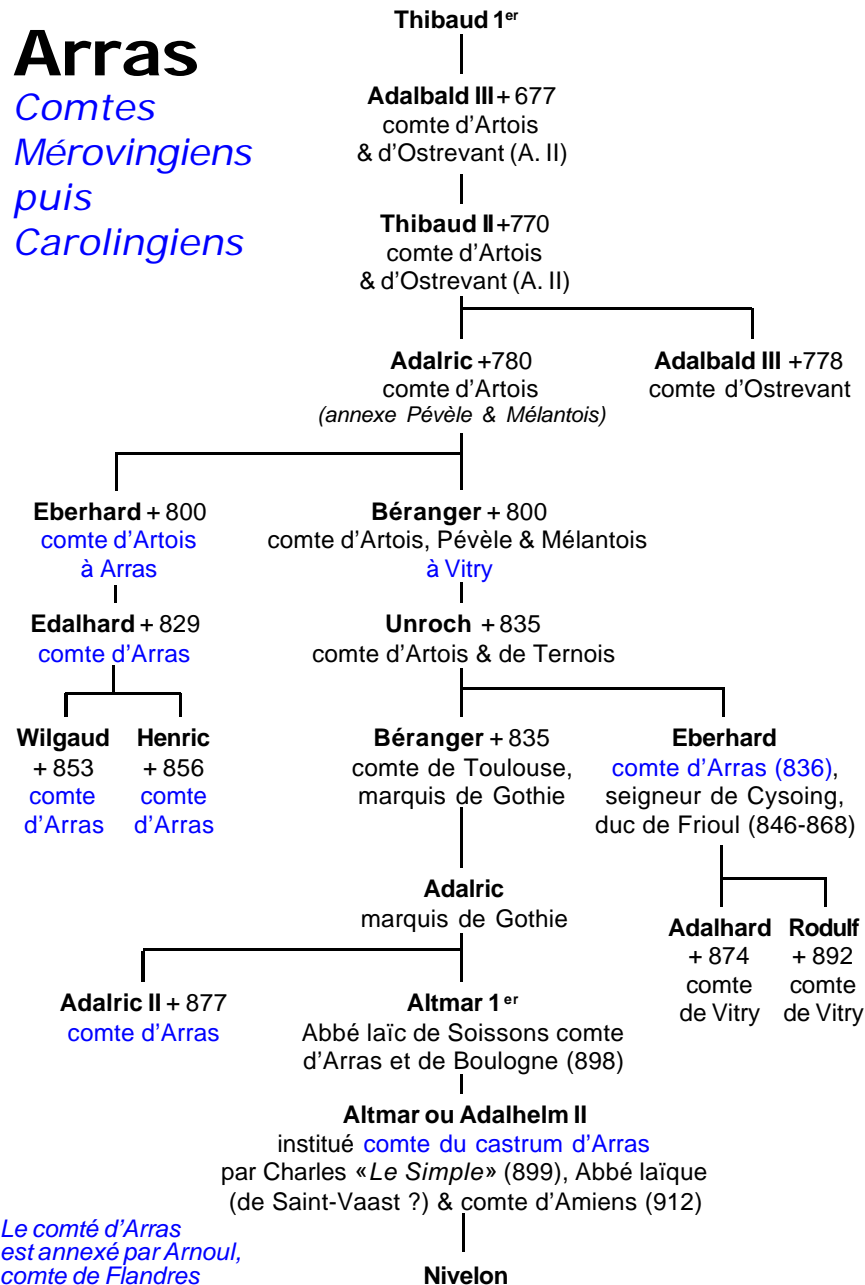 Arras
Comtes
Mérovingiens
puis
Carolingiens
Thibaud 1er
Adalbald III + 677
comte d'Artois
& d'Ostrevant (A. II)
Thibaud II +770
comte d'Artois
& d'Ostrevant (A. II)
Adalric +780
comte d'Artois
(annexe Pévèle & Mélantois)
Adalbald III +778
comte d'Ostrevant
Eberhard + 800
comte d'Artois
à Arras
Béranger + 800
comte d'Artois, Pévèle & Mélantois
à Vitry
Edalhard + 829
comte d'Arras
Unroch + 835
comte d'Artois & de Ternois
Wilgaud
+ 853
comte
d'Arras
Henric
+ 856
comte
d'Arras
Béranger + 835
comte de Toulouse,
marquis de Gothie
Eberhard
comte d'Arras (836),
seigneur de Cysoing,
duc de Frioul (846-868)
Adalric
marquis de Gothie
Adalhard
+ 874
comte
de Vitry
Rodulf
+ 892
comte
de Vitry
Adalric II + 877
comte d'Arras
Altmar 1er
Abbé laïc de Soissons comte
d'Arras et de Boulogne (898)
Altmar ou Adalhelm II
institué comte du castrum d'Arras
par Charles «Le Simple» (899), Abbé laïque
(de Saint-Vaast ?) & comte d'Amiens (912)
Le comté d'Arras
est annexé par Arnoul,
comte de Flandres
Nivelon